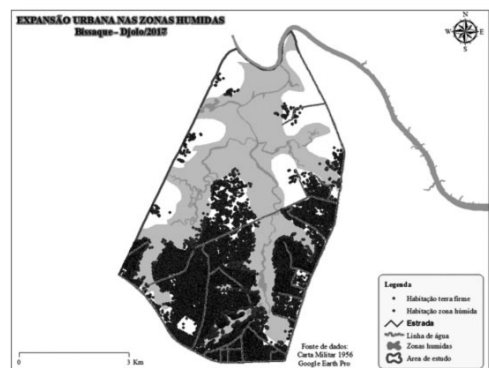 EXPANSÃO URBANA NAS ZONAS HUMIDAS
Bissaque – Djolo/2017
N
W
E
S
Legenda
Habitação terra firme
Habitação zona húmida
Estrada
Linha de água
Zonas humidas
Area de estudo
Fonte de dados:
Carta Militar 1956
Google Earth Pro
0
3 Km